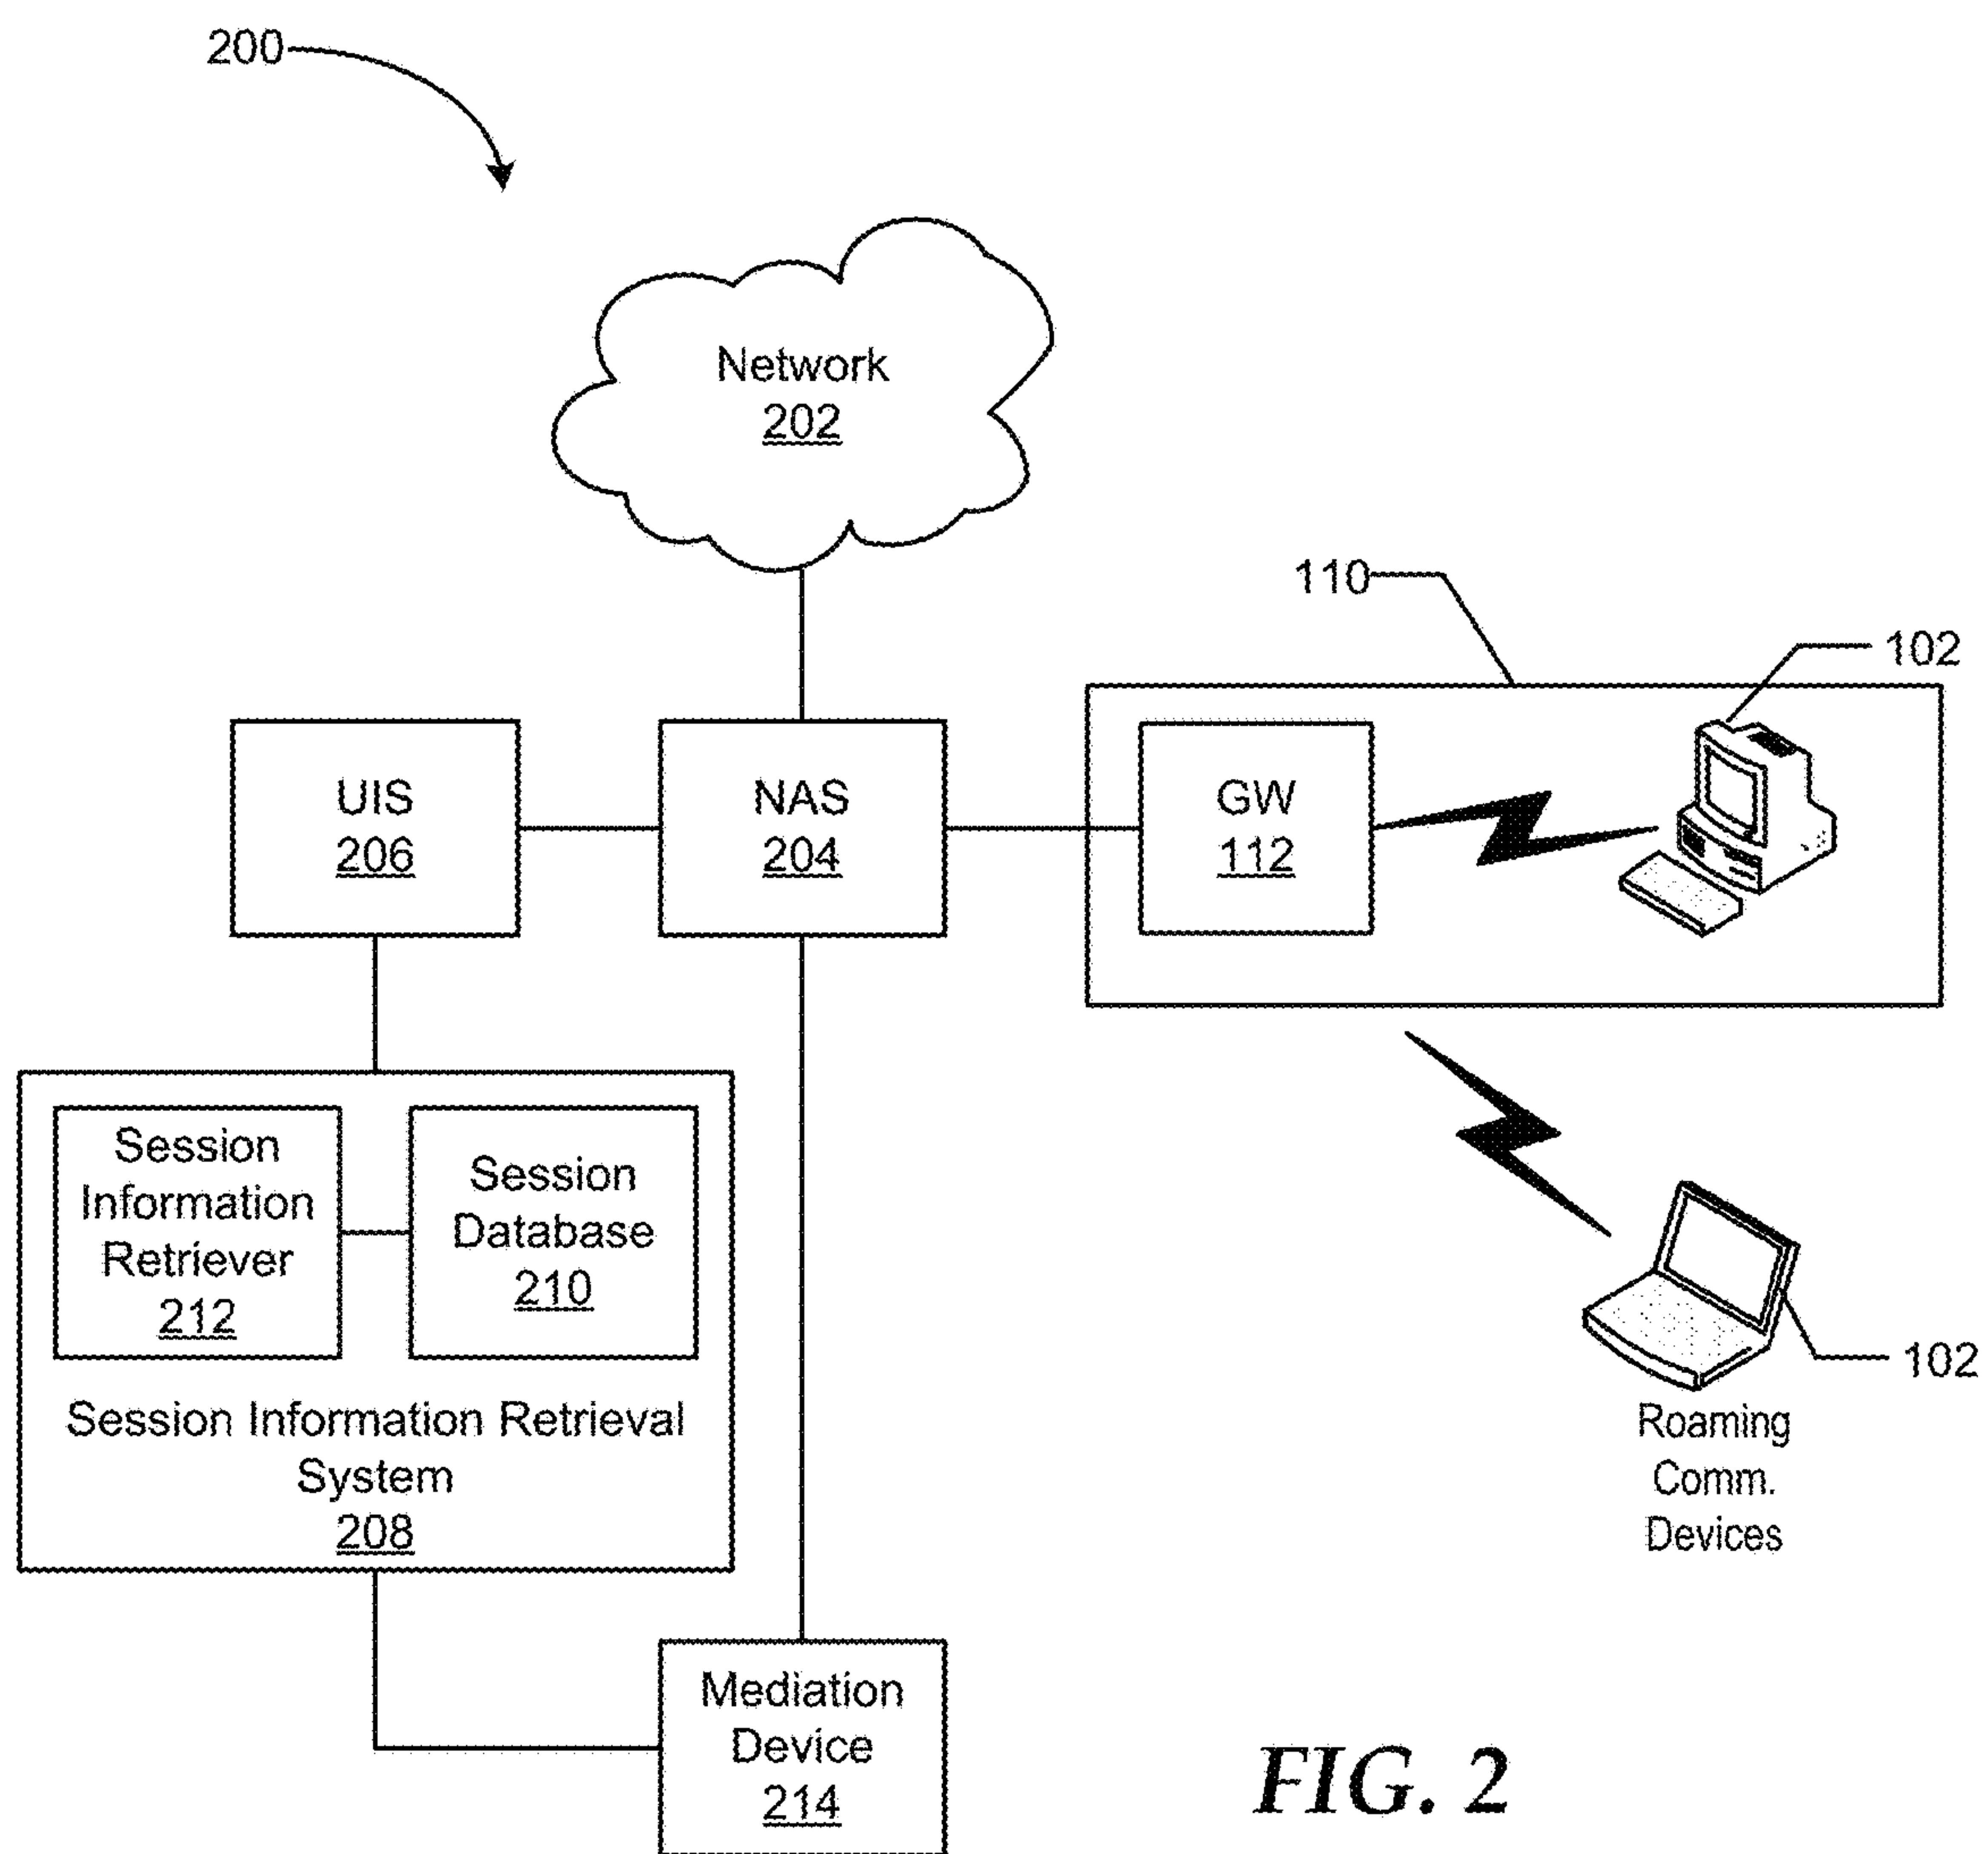 200
Network
202
110
102
UIS
206
NAS
204
GW
112
Session
Information
Retriever
212
Session
Database
210
Session Information Retrieval
System
208
102
Roaming
Comm.
Devices
Mediation
Device
214
FIG. 2